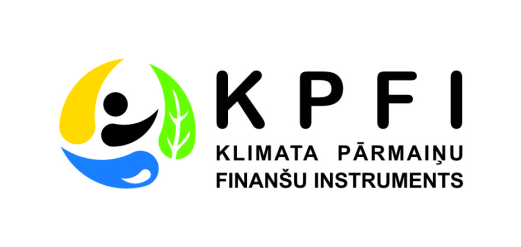 KPFI
KLIMATA PĀRMAIŅU
FINANŠU INSTRUMENTS